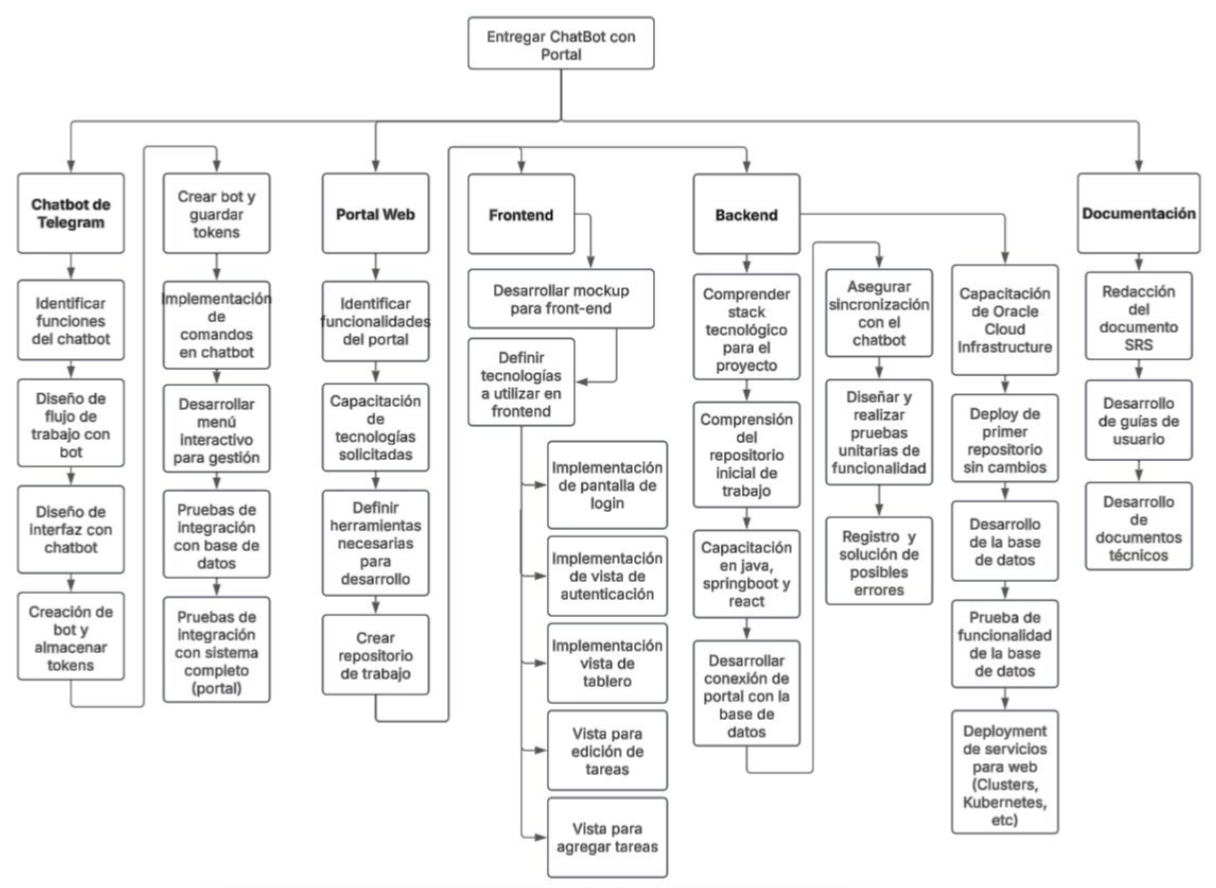 Entregar ChatBot con
Portal
Chatbot de
Telegram
Identificar
funciones
del chatbot
Diseño de
flujo de
trabajo con
bot
Diseño de
interfaz con
chatbot
Creación de
bot y
almacenar
tokens
Crear bot y
guardar
tokens
Implementación
de
comandos
en chatbot
Desarrollar
menú
interactivo
para gestión
Pruebas de
integración
con base de
datos
Pruebas de
integración
con sistema
completo
(portal)
Portal Web
Identificar
funcionalidades
del portal
Capacitación
de
tecnologías
solicitadas
Definir
herramientas
necesarias
para
desarrollo
Crear
repositorio
de trabajo
Frontend
Desarrollar mockup
para front-end
Definir
tecnologías
a utilizar en
frontend
Implementación
de pantalla de
login
Implementación
de vista de
autenticación
Implementación
vista de
tablero
Vista para
edición de
tareas
Vista para
agregar tareas
Backend
Comprender
stack
tecnológico
para el
proyecto
Comprensión
del
repositorio
inicial de
trabajo
Capacitación
en java,
springboot y
react
Desarrollar
conexión de
portal con la
base de
datos
Asegurar
sincronización
con el
chatbot
Diseñar y
realizar
pruebas
unitarias de
funcionalidad
Registro y
solución de
posibles
errores
Capacitación
de Oracle
Cloud
Infrastructure
Deploy de
primer
repositorio
sin cambios
Desarrollo
de la base
de datos
Prueba de
funcionalidad
de la base
de datos
Deployment
de servicios
para web
(Clusters,
Kubernetes,
etc)
Documentación
Redacción
del
documento
SRS
Desarrollo
de guías de
usuario
Desarrollo
de
documentos
técnicos